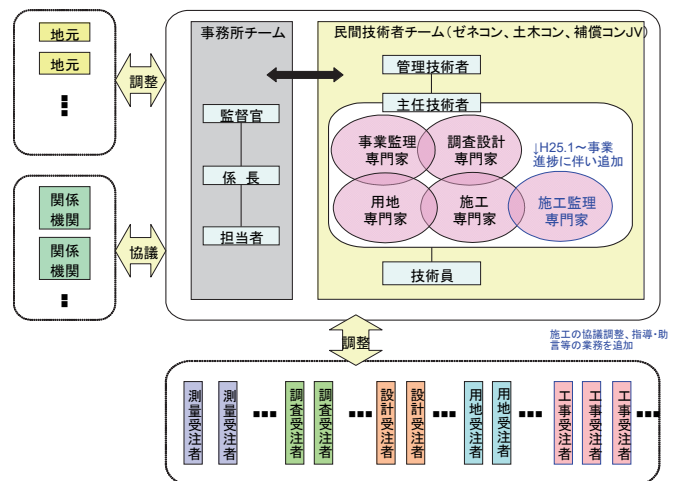 地元
地元
調整
関係
機関
関係
機関
協議
事務所チーム
監督官
係 長
担当者
民間技術者チーム(ゼネコン、土木コン、補償コンJV)
管理技術者
主任技術者
事業監理
専門家
調査設計
専門家
↓H25.1~事業
進捗に伴い追加
用地
専門家
施工
専門家
施工監理
専門家
技術員
調整
施工の協議調整、指導・助
言等の業務を追加
測量受注者
測量受注者
調査受注者
調査受注者
設計受注者
設計受注者
用地受注者
用地受注者
工事受注者
工事受注者
工事受注者